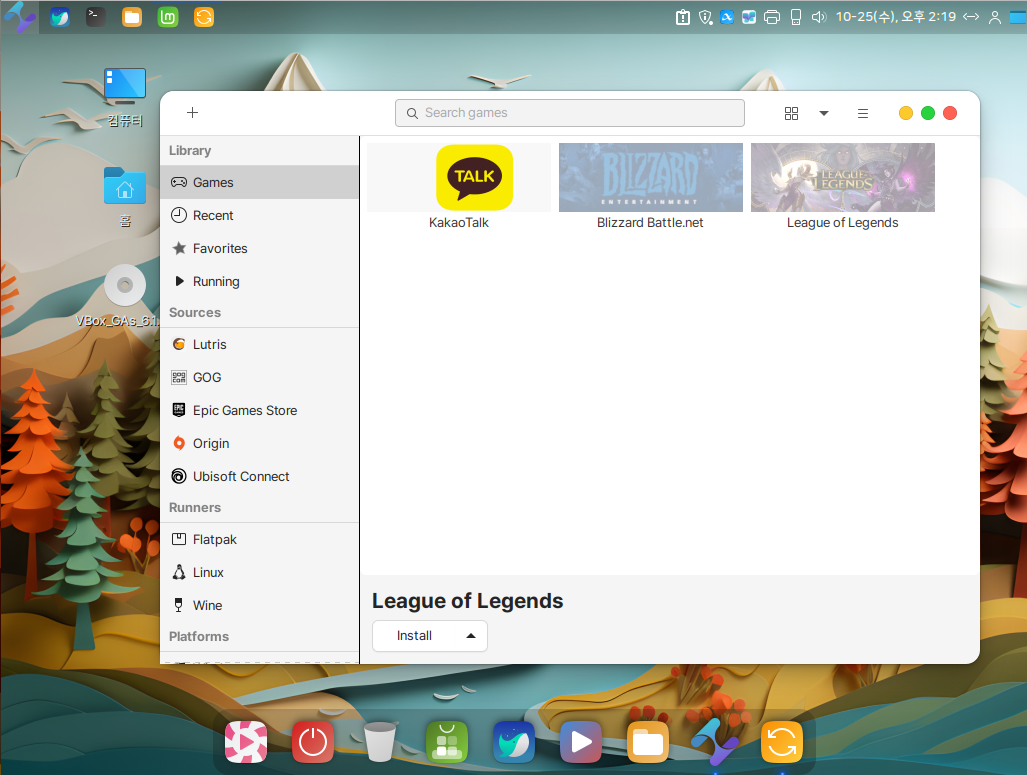 10-25(수), 오후 2:19
컴퓨터
홈
VBox_GAs_6.1.
Search games
Library
Games
Recent
Favorites
Running
Sources
Lutris
GOG
Epic Games Store
Origin
Ubisoft Connect
Runners
Flatpak
Linux
Wine
Platforms
TALK
KakaoTalk
BLIZZARD
ENTERTAINMENT
Blizzard Battle.net
LEAGUE OF
LEGENDS
League of Legends
League of Legends
Install